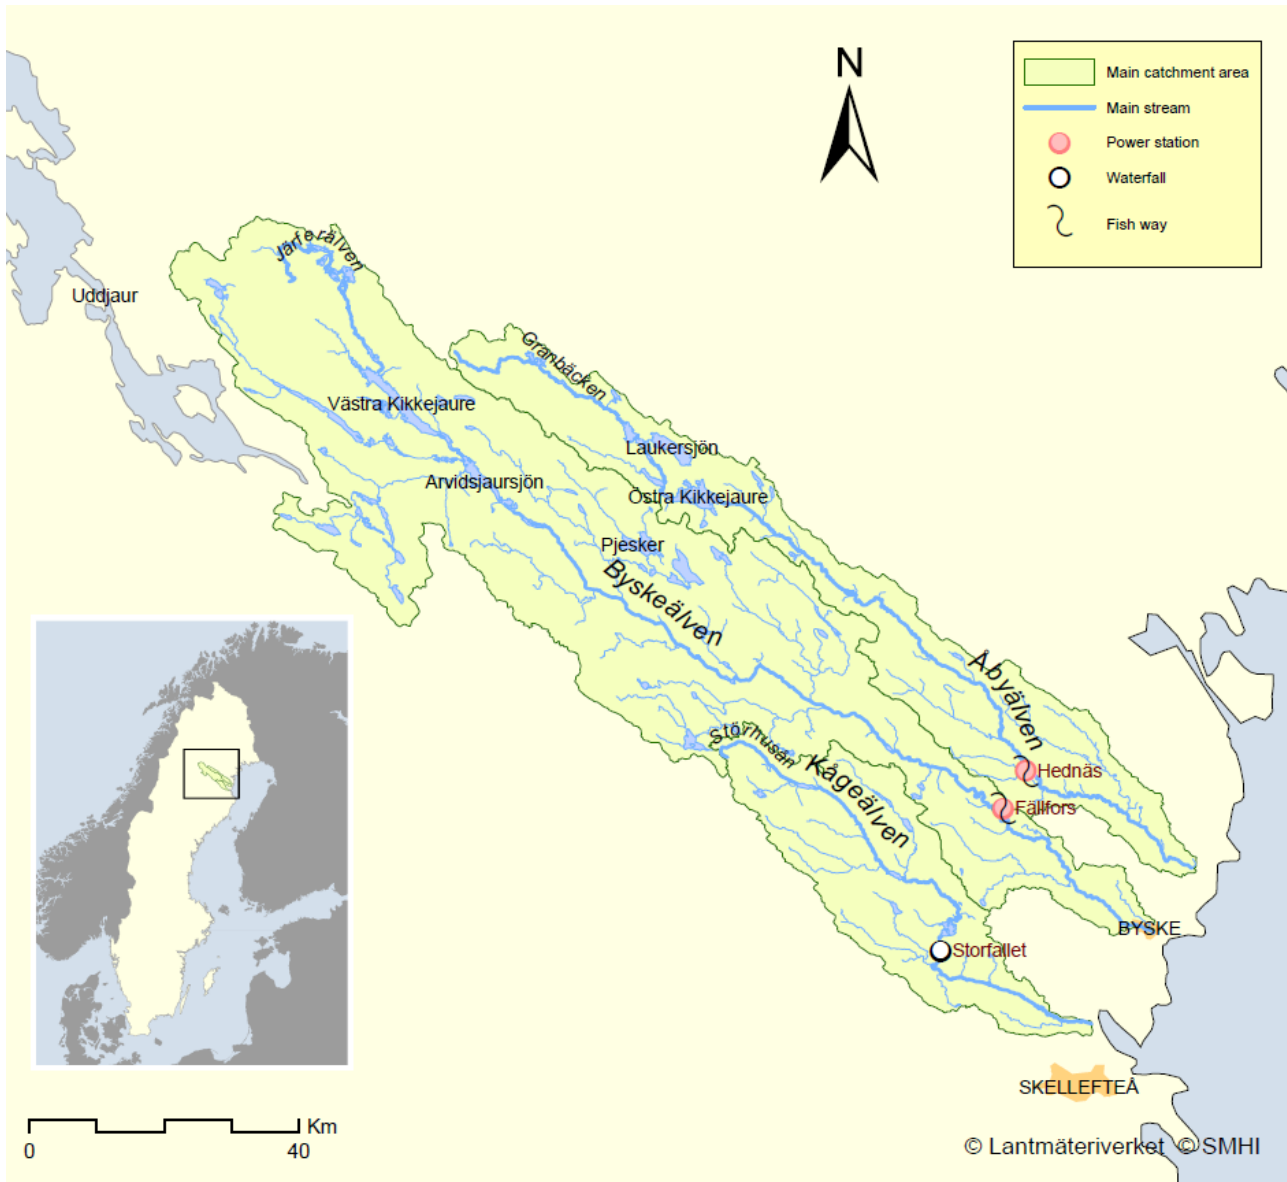 N
Main catchment area
Main stream
Power station
Waterfall
Fish way
Järferälven
Uddjaur
Granbäcken
Västra Kikkejaure
Laukersjön
Arvidsjaursjön
Östra Kikkejaure
Pjesker
Byskeälven
Åbyälven
Storhusån
Kågeälven
Hednäs
Fällfors
BYSKE
Storfallet
SKELLEFTEÅ
Km
0 40
© Lantmäteriverket © SMHI